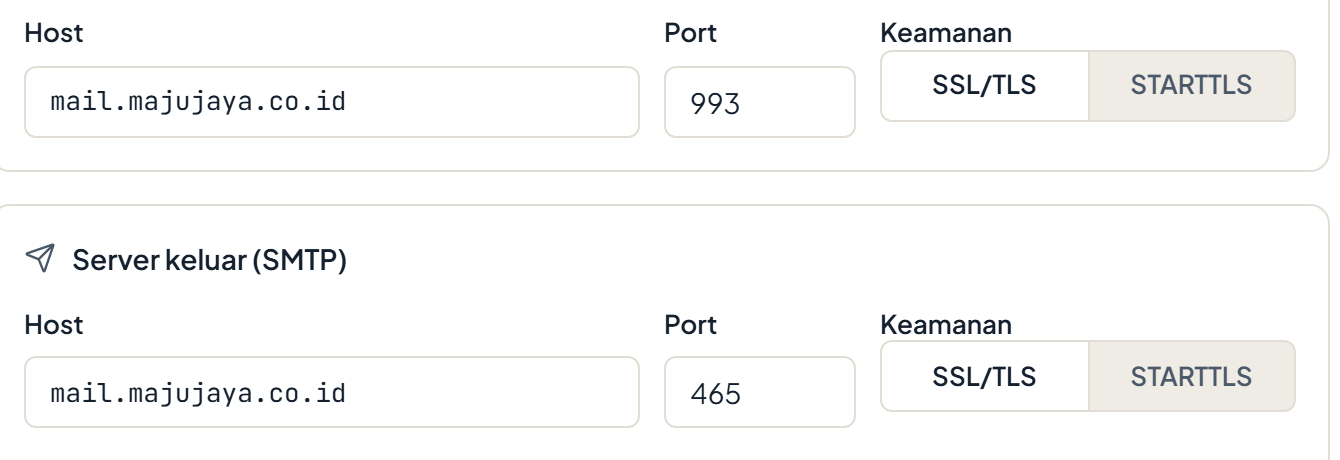 Host Port Keamanan
mail.majujaya.co.id 993 SSL/TLS STARTTLS
Server keluar (SMTP)
Host Port Keamanan
mail.majujaya.co.id 465 SSL/TLS STARTTLS